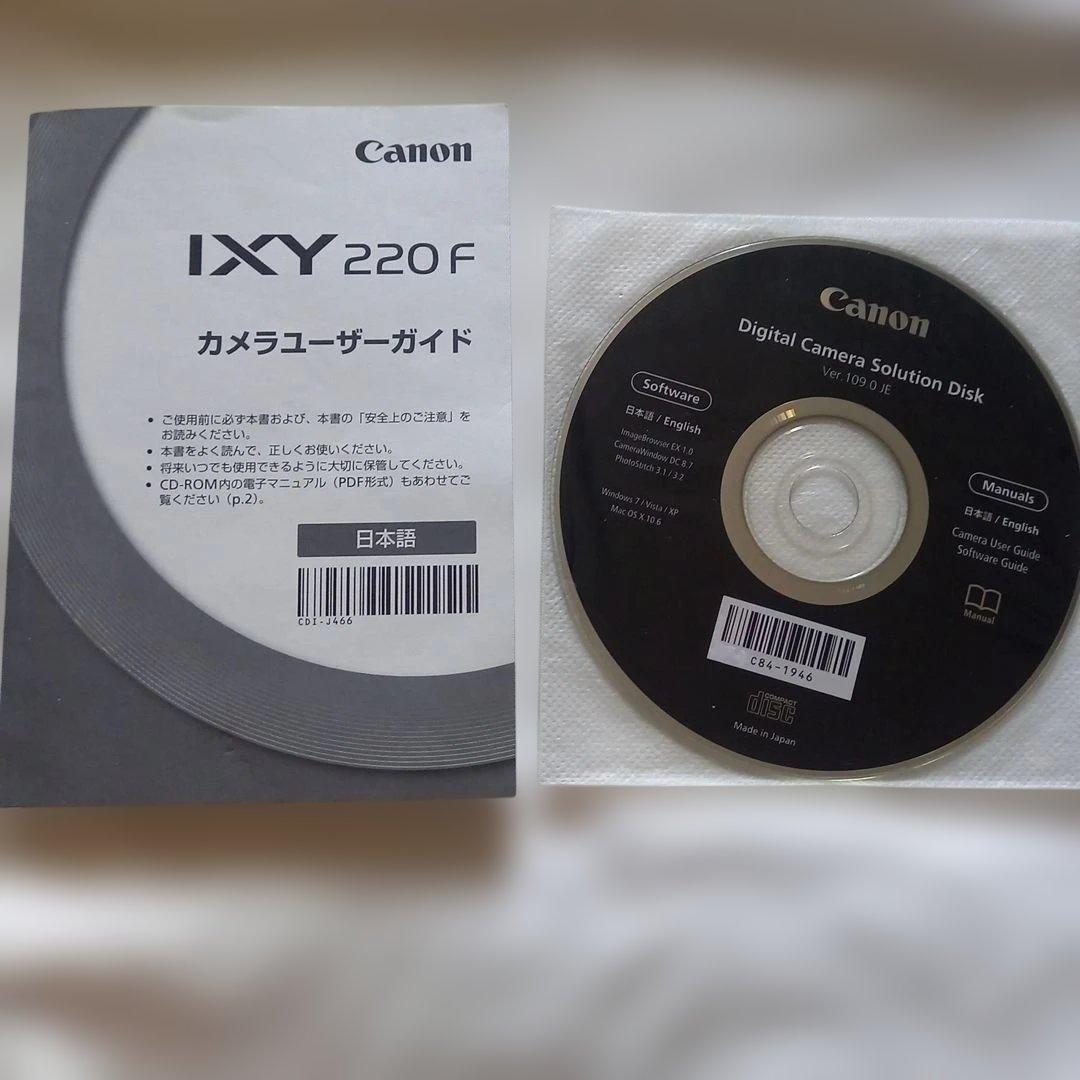 Canon
IXY 220F
カメラユーザーガイド
• ご使用前に必ず本書および、本書の「安全上のご注意」を
お読みください。
• 本書をよく読んで、正しくお使いください。
• 将来いつでも使用できるように大切に保管してください。
• CD-ROM内の電子マニュアル（PDF形式）もあわせてご
覧ください（p.2）。
日本語
CDI-J466
Canon
Digital Camera Solution Disk
Ver.109.0 JE
Software
日本語 / English
ImageBrowser EX 1.0
CameraWindow DC 8.7
PhotoStitch 3.1 / 3.2
Windows 7 / Vista / XP
Mac OS X 10.6
Manuals
日本語 / English
Camera User Guide
Software Guide
Manual
C84-1946
COMPACT
disc
Made in Japan